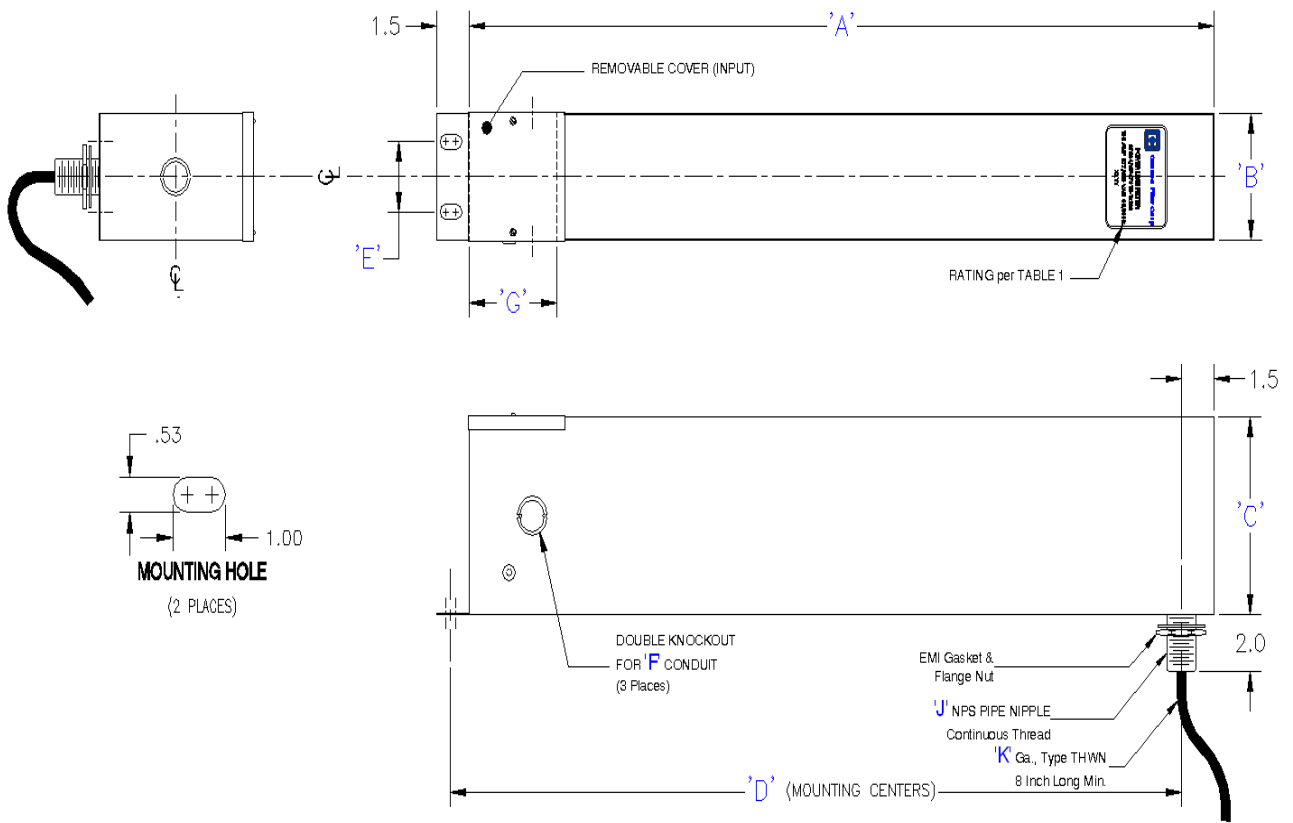 1.5
'A'
REMOVABLE COVER (INPUT)
'B'
'E'
'G'
RATING per TABLE 1
1.5
.53
1.00
MOUNTING HOLE
(2 PLACES)
'C'
DOUBLE KNOCKOUT
FOR 'F' CONDUIT
(3 Places)
EMI Gasket &
Flange Nut
2.0
'J' NPS PIPE NIPPLE
Continuous Thread
'K' Ga., Type THWN
8 Inch Long Min.
'D' (MOUNTING CENTERS)